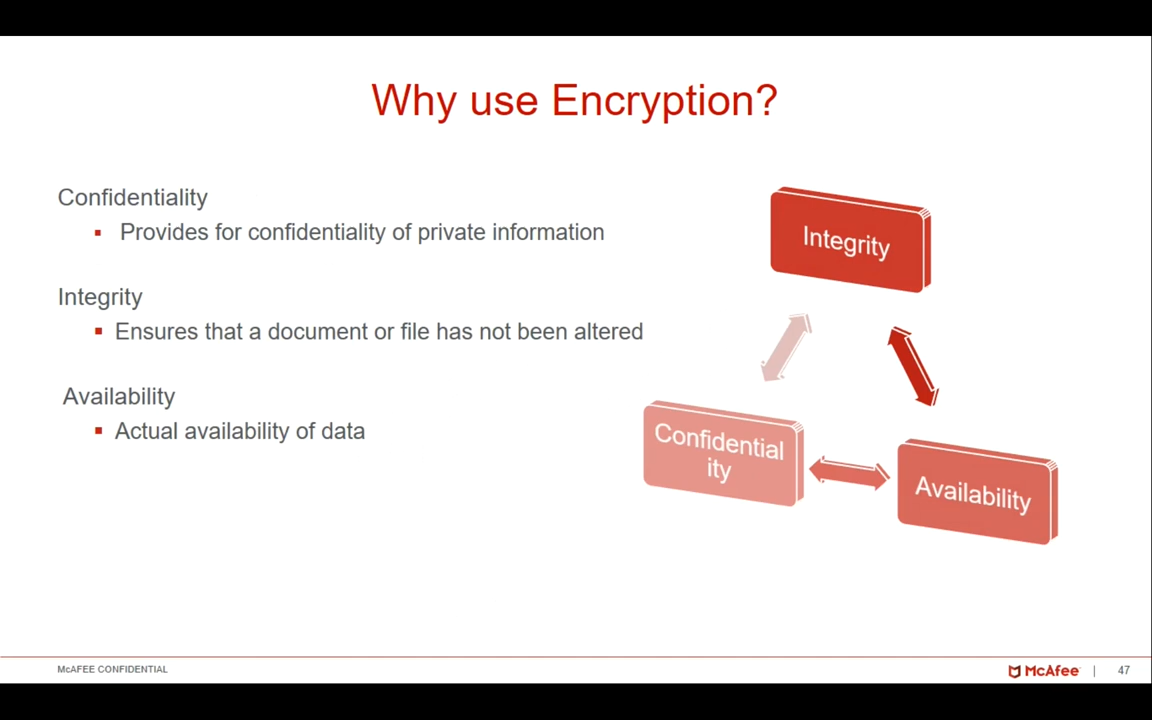 Why use Encryption?
Confidentiality
▪ Provides for confidentiality of private information
Integrity
▪ Ensures that a document or file has not been altered
Availability
▪ Actual availability of data
Integrity
Confidential
ity
Availability
McAFEE CONFIDENTIAL
McAfee | 47